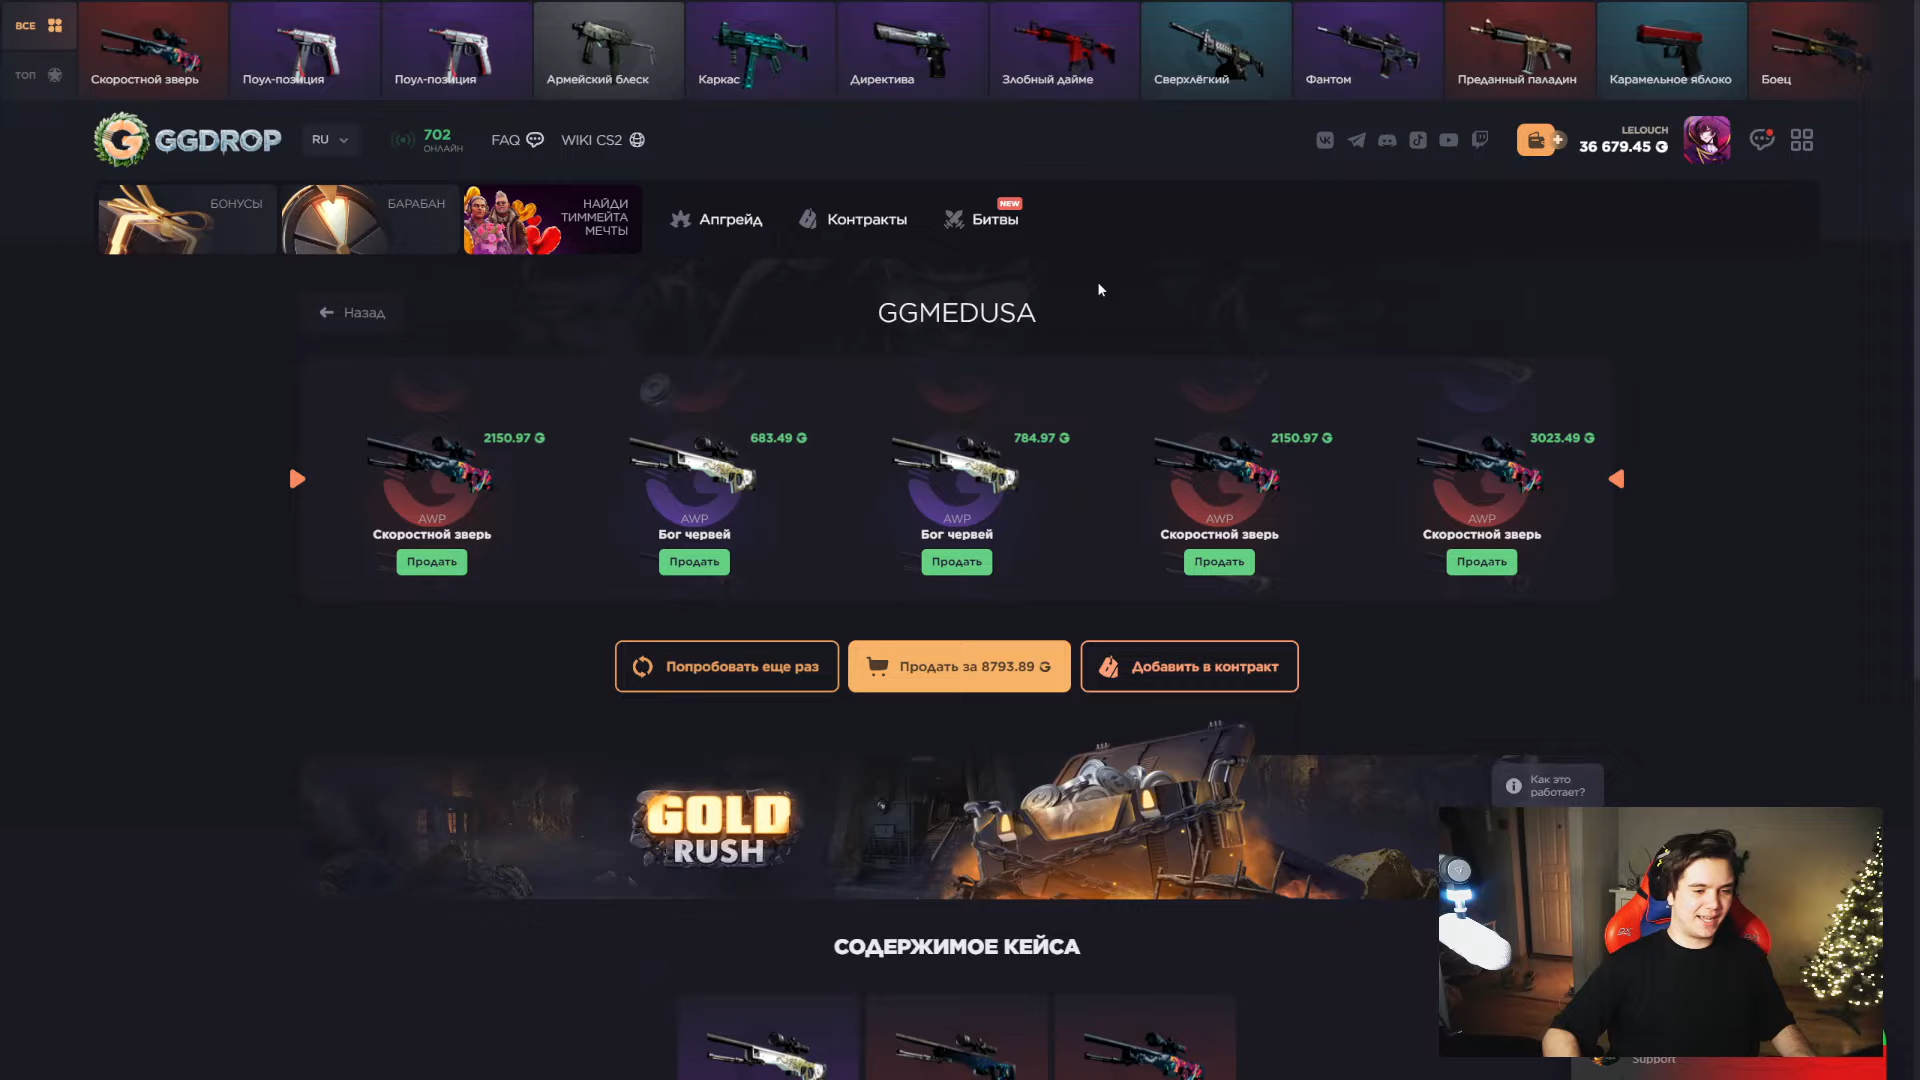 ВСЕ
ТОП
Скоростной зверь
Поул-позиция
Поул-позиция
Армейский блеск
Каркас
Директива
Злобный дайме
Сверхлёгкий
Фантом
Преданный паладин
Карамельное яблоко
Боец
GGDROP
RU
702
ОНЛАЙН
FAQ
WIKI CS2
LELOUCH
36 679.45 G
БОНУСЫ
БАРАБАН
НАЙДИ
ТИММЕЙТА
МЕЧТЫ
Апгрейд
Контракты
Битвы
NEW
Назад
GGMEDUSA
2150.97 G
683.49 G
784.97 G
2150.97 G
3023.49 G
AWP
AWP
AWP
AWP
AWP
Скоростной зверь
Бог червей
Бог червей
Скоростной зверь
Скоростной зверь
Продать
Продать
Продать
Продать
Продать
Попробовать еще раз
Продать за 8793.89 G
Добавить в контракт
GOLD
RUSH
Как это
работает?
СОДЕРЖИМОЕ КЕЙСА
Support